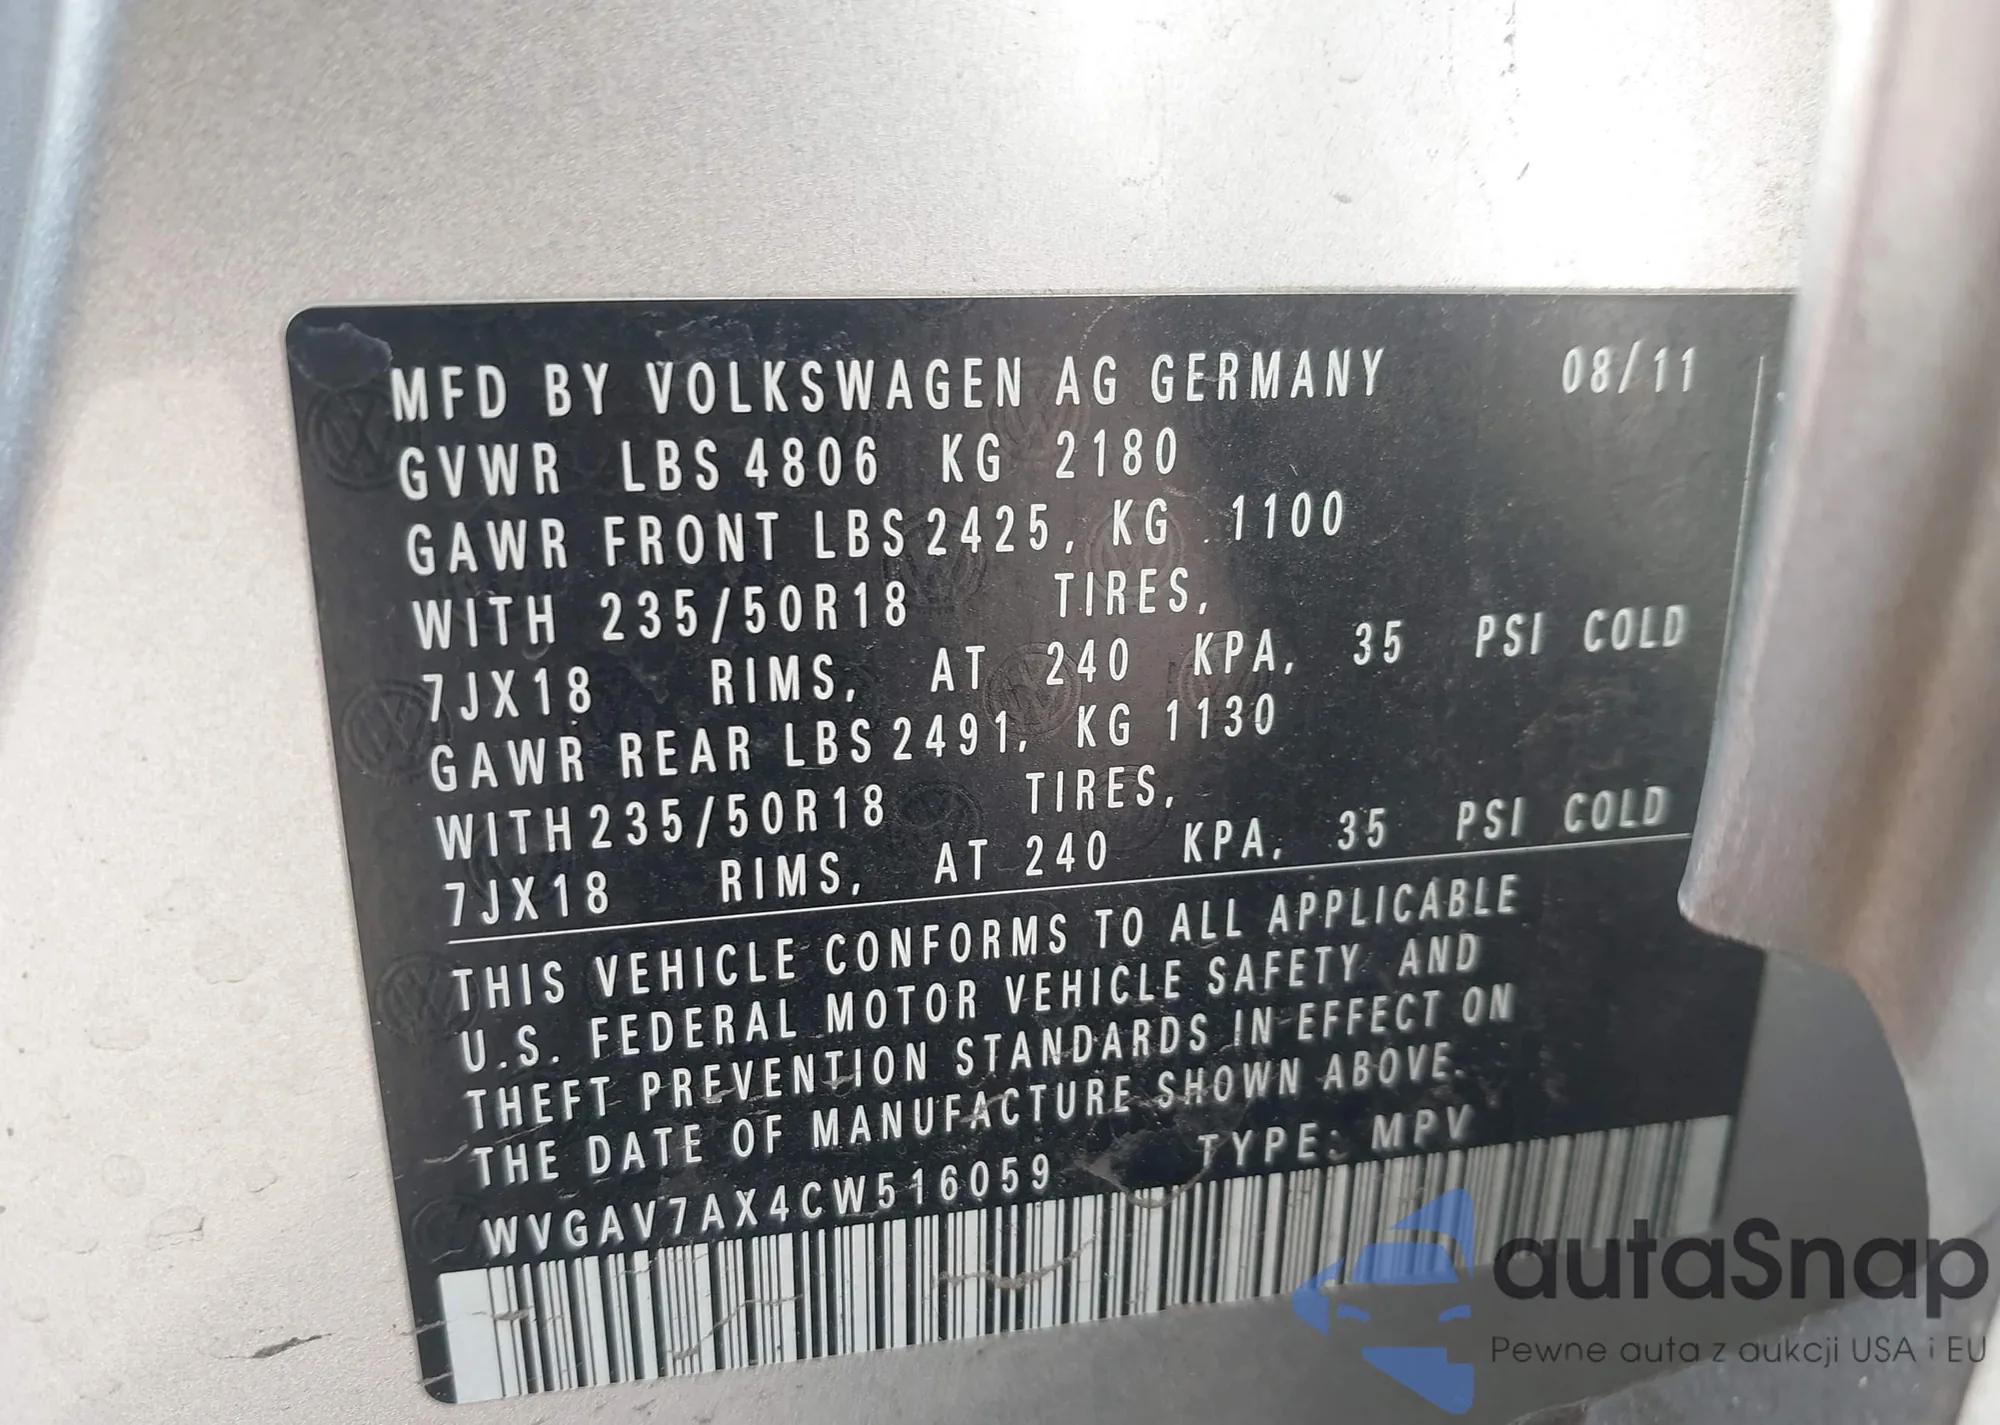 MFD BY VOLKSWAGEN AG GERMANY 08/11
GVWR LBS 4806 KG 2180
GAWR FRONT LBS 2425, KG 1100
WITH 235/50R18 TIRES,
7JX18 RIMS, AT 240 KPA, 35 PSI COLD
GAWR REAR LBS 2491, KG 1130
WITH 235/50R18 TIRES,
7JX18 RIMS, AT 240 KPA, 35 PSI COLD
THIS VEHICLE CONFORMS TO ALL APPLICABLE
U.S. FEDERAL MOTOR VEHICLE SAFETY AND
THEFT PREVENTION STANDARDS IN EFFECT ON
THE DATE OF MANUFACTURE SHOWN ABOVE.
WVGAV7AX4CW516059 TYPE: MPV
autaSnap
Pewne auta z aukcji USA i EU